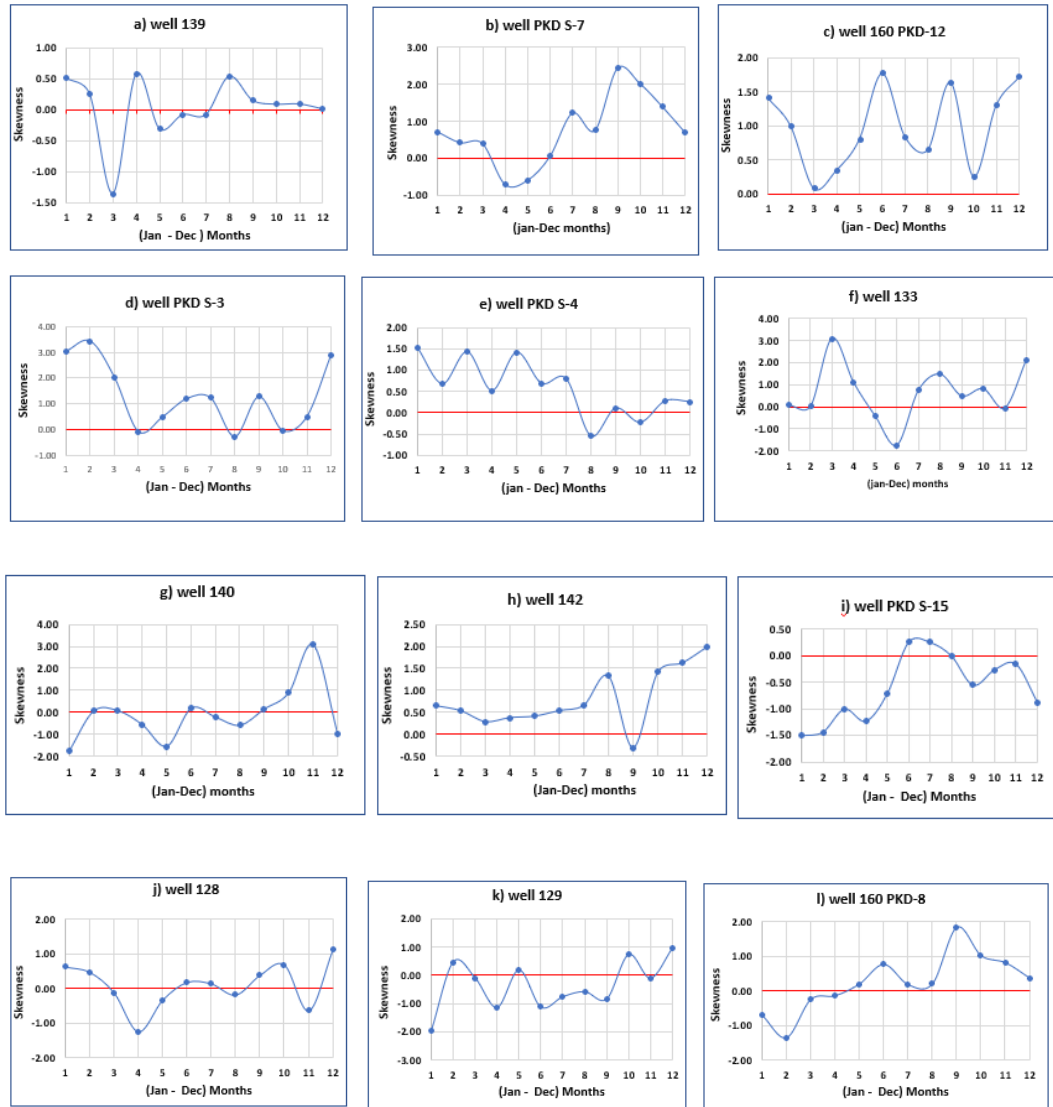 a) well 139
1.00
0.50
0.00
-0.50
-1.00
-1.50
Skewness
1 2 3 4 5 6 7 8 9 10 11 12
(Jan - Dec ) Months
b) well PKD S-7
3.00
2.00
1.00
0.00
-1.00
Skewness
1 2 3 4 5 6 7 8 9 10 11 12
(jan-Dec months)
c) well 160 PKD-12
2.00
1.50
1.00
0.50
0.00
Skewness
1 2 3 4 5 6 7 8 9 10 11 12
(jan - Dec) Months
d) well PKD S-3
4.00
3.00
2.00
1.00
0.00
-1.00
Skewness
1 2 3 4 5 6 7 8 9 10 11 12
(Jan - Dec) Months
e) well PKD S-4
2.00
1.50
1.00
0.50
0.00
-0.50
-1.00
Skewness
1 2 3 4 5 6 7 8 9 10 11 12
(jan - Dec) Months
f) well 133
4.00
3.00
2.00
1.00
0.00
-1.00
-2.00
Skewness
1 2 3 4 5 6 7 8 9 10 11 12
(jan-Dec) months
g) well 140
4.00
3.00
2.00
1.00
0.00
-1.00
-2.00
Skewness
1 2 3 4 5 6 7 8 9 10 11 12
(Jan-Dec) months
h) well 142
2.50
2.00
1.50
1.00
0.50
0.00
-0.50
Skewness
1 2 3 4 5 6 7 8 9 10 11 12
(Jan-Dec) months
i) well PKD S-15
0.50
0.00
-0.50
-1.00
-1.50
-2.00
Skewness
1 2 3 4 5 6 7 8 9 10 11 12
(Jan - Dec) Months
j) well 128
2.00
1.00
0.00
-1.00
-2.00
Skewness
1 2 3 4 5 6 7 8 9 10 11 12
(Jan - Dec) Months
k) well 129
2.00
1.00
0.00
-1.00
-2.00
-3.00
Skewness
1 2 3 4 5 6 7 8 9 10 11 12
(Jan - Dec) Months
l) well 160 PKD-8
2.00
1.00
0.00
-1.00
-2.00
Skewness
1 2 3 4 5 6 7 8 9 10 11 12
(Jan - Dec) Months